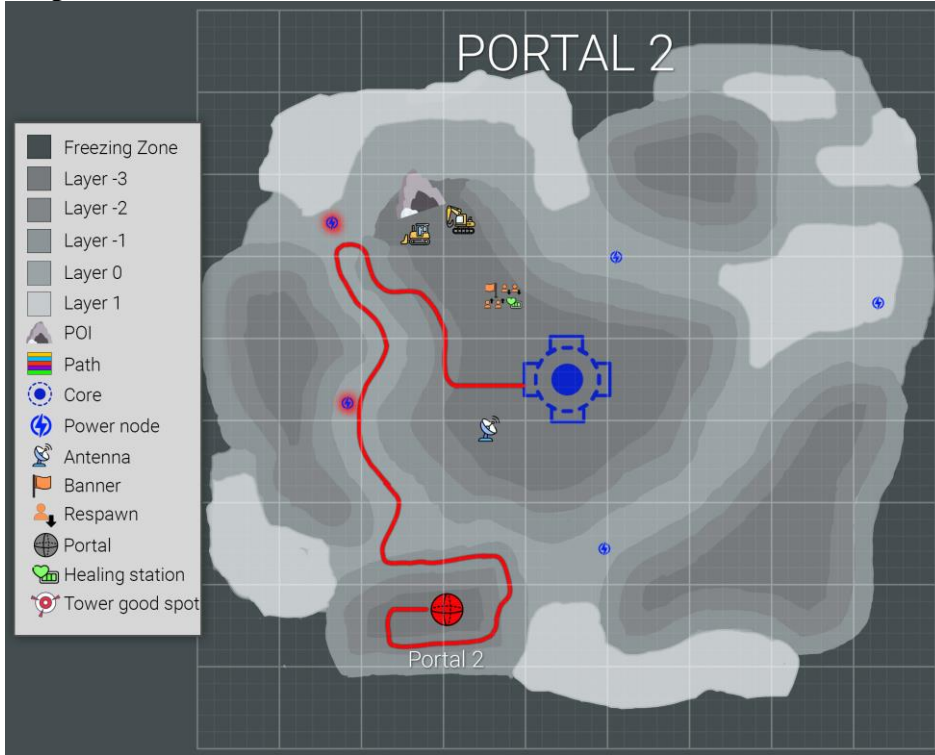 PORTAL 2
Freezing Zone
Layer -3
Layer -2
Layer -1
Layer 0
Layer 1
POI
Path
Core
Power node
Antenna
Banner
Respawn
Portal
Healing station
Tower good spot
Portal 2